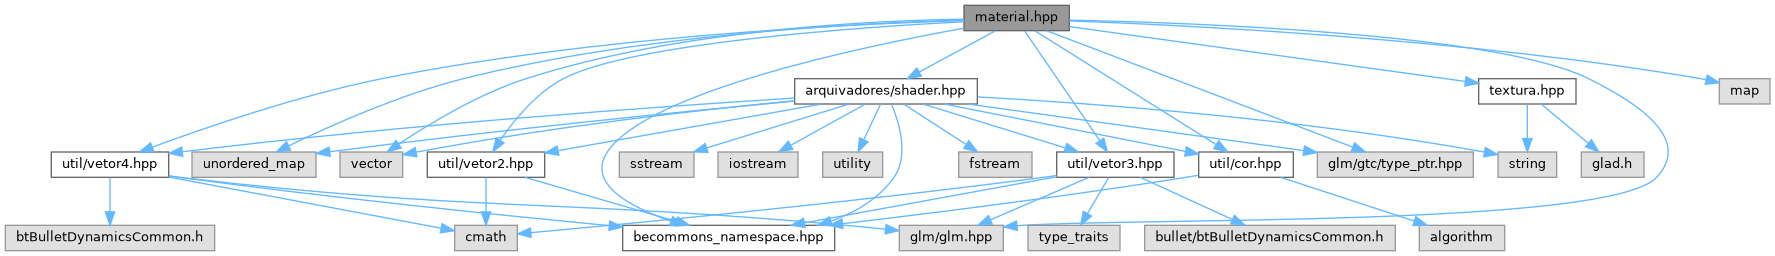 material.hpp
arquivadores/shader.hpp
textura.hpp
map
util/vetor4.hpp
unordered_map
vector
util/vetor2.hpp
sstream
iostream
utility
fstream
util/vetor3.hpp
util/cor.hpp
glm/gtc/type_ptr.hpp
string
glad.h
btBulletDynamicsCommon.h
cmath
becommons_namespace.hpp
glm/glm.hpp
type_traits
bullet/btBulletDynamicsCommon.h
algorithm